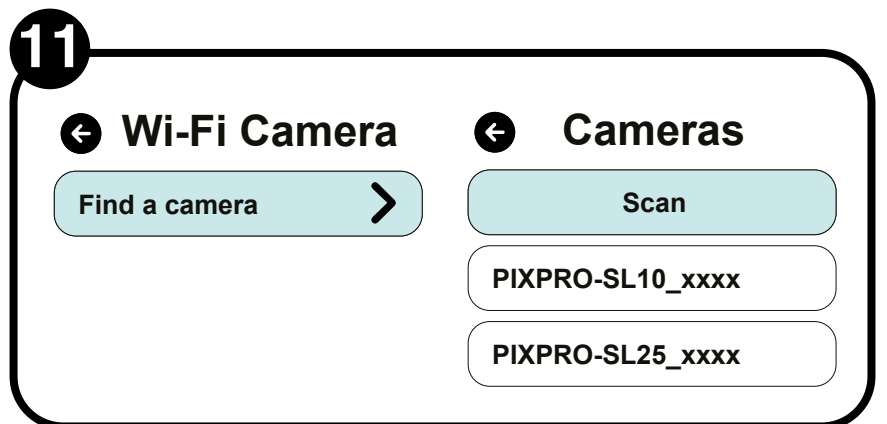 11
Wi-Fi Camera
Find a camera
Cameras
Scan
PIXPRO-SL10_xxxx
PIXPRO-SL25_xxxx